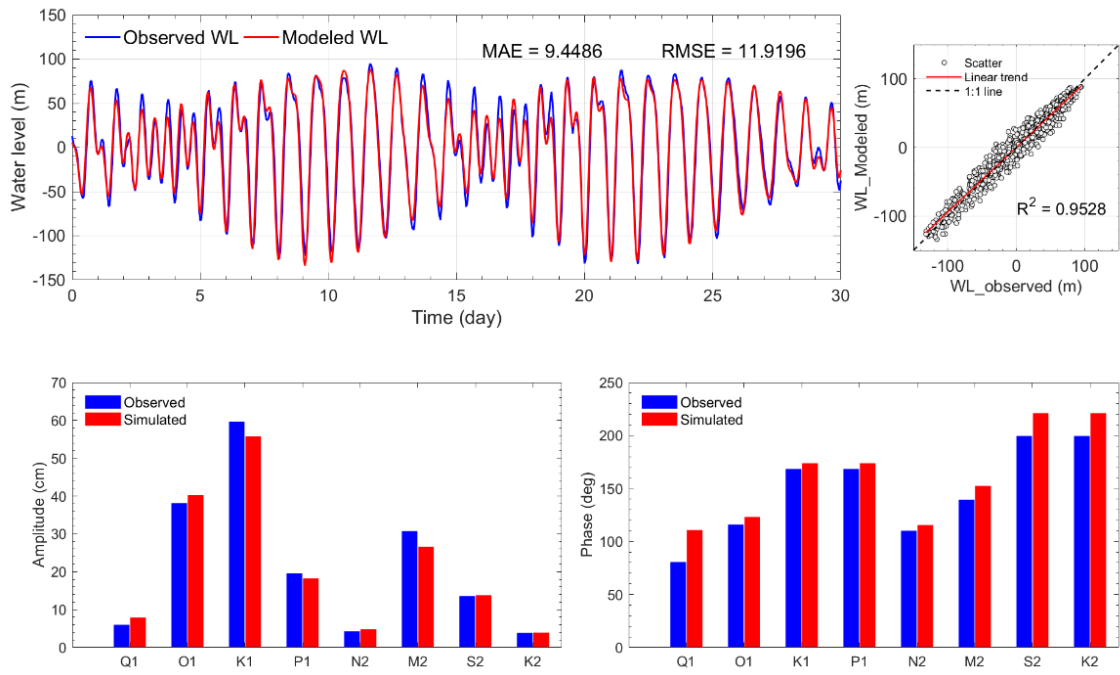 Observed WL
Modeled WL
MAE = 9.4486
RMSE = 11.9196
Water level (m)
150
100
50
0
-50
-100
-150
0
5
10
15
20
25
30
Time (day)
Scatter
Linear trend
1:1 line
R² = 0.9528
WL_Modeled (m)
100
0
-100
-100
0
100
WL_observed (m)
Observed
Simulated
Amplitude (cm)
70
60
50
40
30
20
10
0
Q1
O1
K1
P1
N2
M2
S2
K2
Observed
Simulated
Phase (deg)
250
200
150
100
50
0
Q1
O1
K1
P1
N2
M2
S2
K2